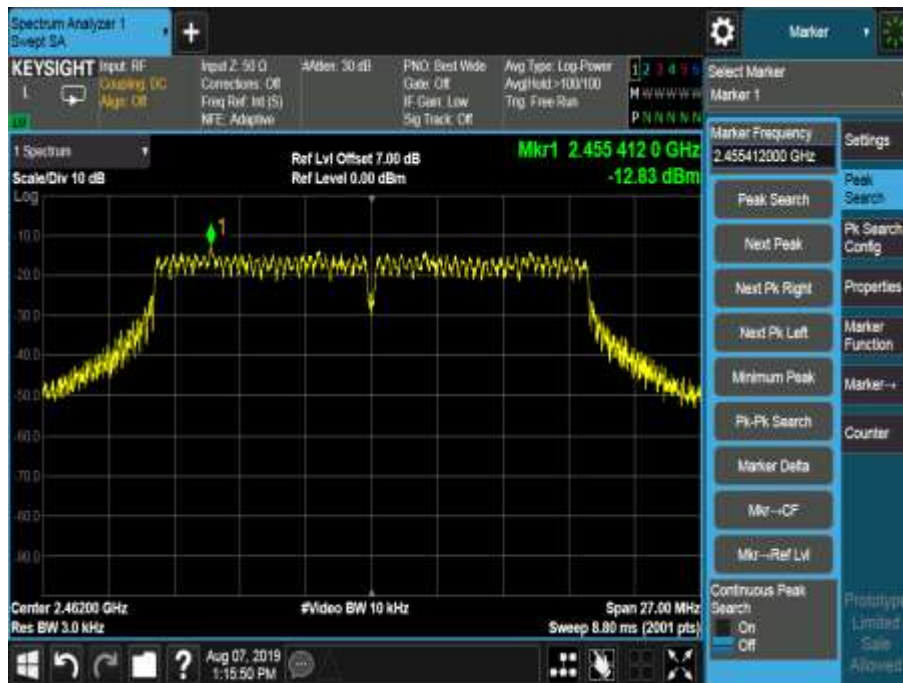 Spectrum Analyzer 1
Swept SA
+
Marker
KEYSIGHT
Input: RF
Coupling: DC
Align: Off
Input Z: 50 Ω
Corrections: Off
Freq Ref: Int (S)
NFE: Adaptive
#Atten: 30 dB
PNO: Best Wide
Gate: Off
IF Gain: Low
Sig Track: Off
Avg Type: Log-Power
Avg|Hold:>100/100
Trig: Free Run
1 2 3 4 5 6
M W W W W W
P N N N N N
Select Marker
Marker 1
1 Spectrum
Scale/Div 10 dB
Log
Ref Lvl Offset 7.00 dB
Ref Level 0.00 dBm
Mkr1 2.455 412 0 GHz
-12.83 dBm
1
-10.0
-20.0
-30.0
-40.0
-50.0
-60.0
-70.0
-80.0
-90.0
Center 2.46200 GHz
Res BW 3.0 kHz
#Video BW 10 kHz
Span 27.00 MHz
Sweep 8.80 ms (2001 pts)
Marker Frequency
2.455412000 GHz
Peak Search
Next Peak
Next Pk Right
Next Pk Left
Minimum Peak
Pk-Pk Search
Marker Delta
Mkr→CF
Mkr→Ref Lvl
Continuous Peak
Search
On
Off
Settings
Peak
Search
Pk Search
Config
Properties
Marker
Function
Marker→
Counter
Prototype
Limited
Sale
Allowed
?
Aug 07, 2019
1:15:50 PM